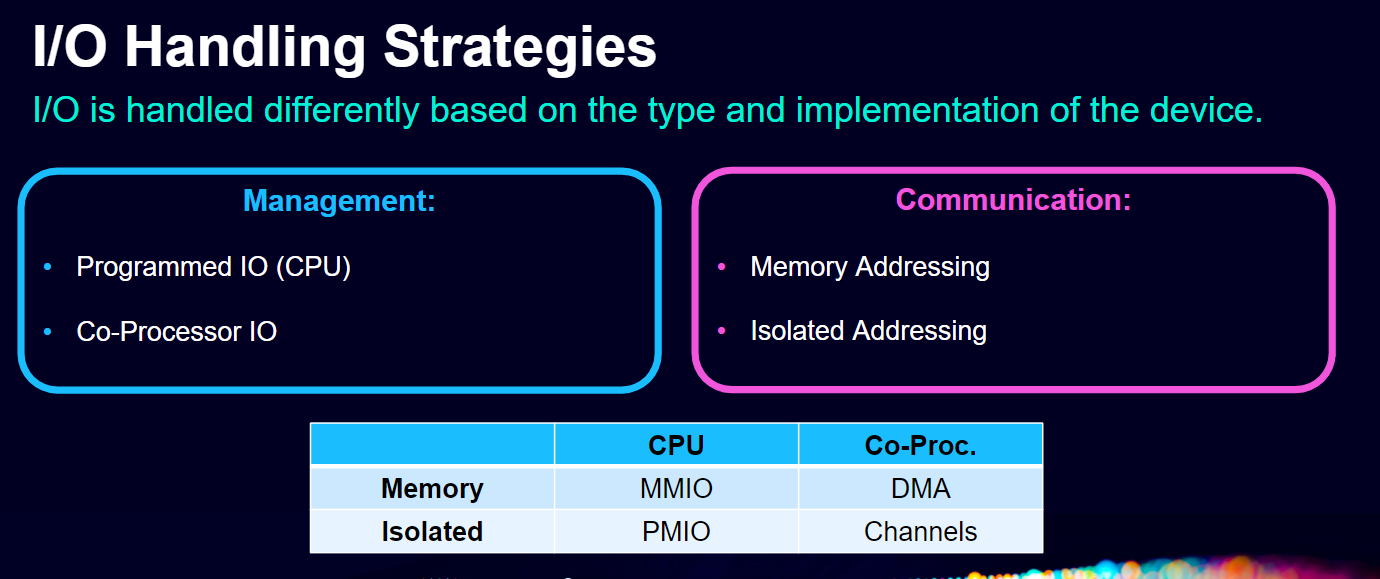 I/O Handling Strategies
I/O is handled differently based on the type and implementation of the device.
Management:
• Programmed IO (CPU)
• Co-Processor IO
Communication:
• Memory Addressing
• Isolated Addressing
CPU Co-Proc.
Memory MMIO DMA
Isolated PMIO Channels